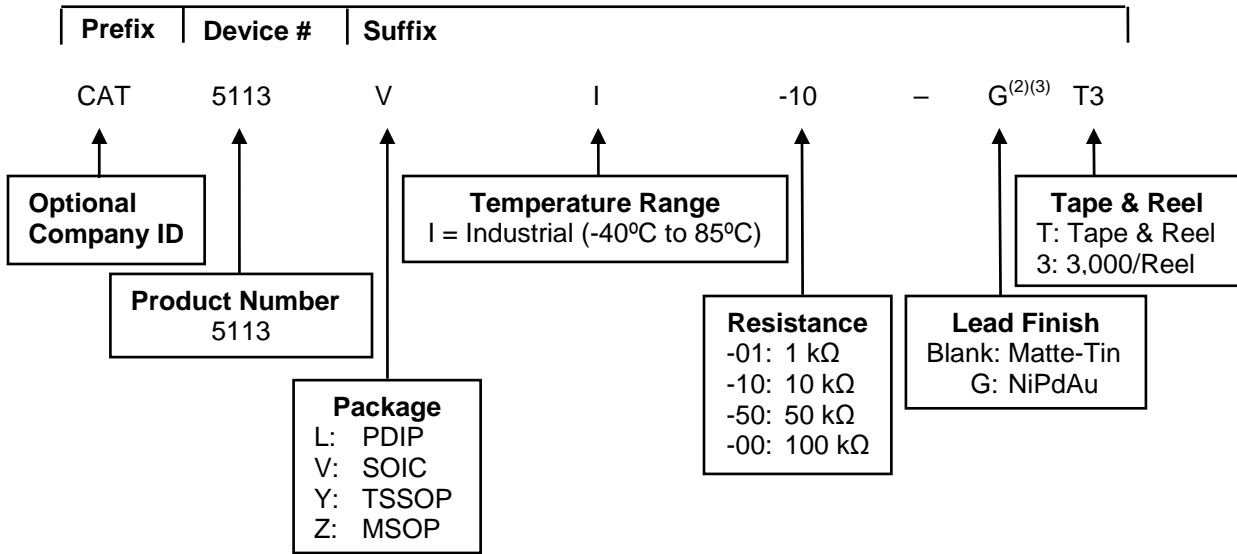 Prefix Device # Suffix
CAT 5113 V I -10 – G(2)(3) T3
Optional
Company ID
Product Number
5113
Package
L: PDIP
V: SOIC
Y: TSSOP
Z: MSOP
Temperature Range
I = Industrial (-40ºC to 85ºC)
Resistance
-01: 1 kΩ
-10: 10 kΩ
-50: 50 kΩ
-00: 100 kΩ
Lead Finish
Blank: Matte-Tin
G: NiPdAu
Tape & Reel
T: Tape & Reel
3: 3,000/Reel